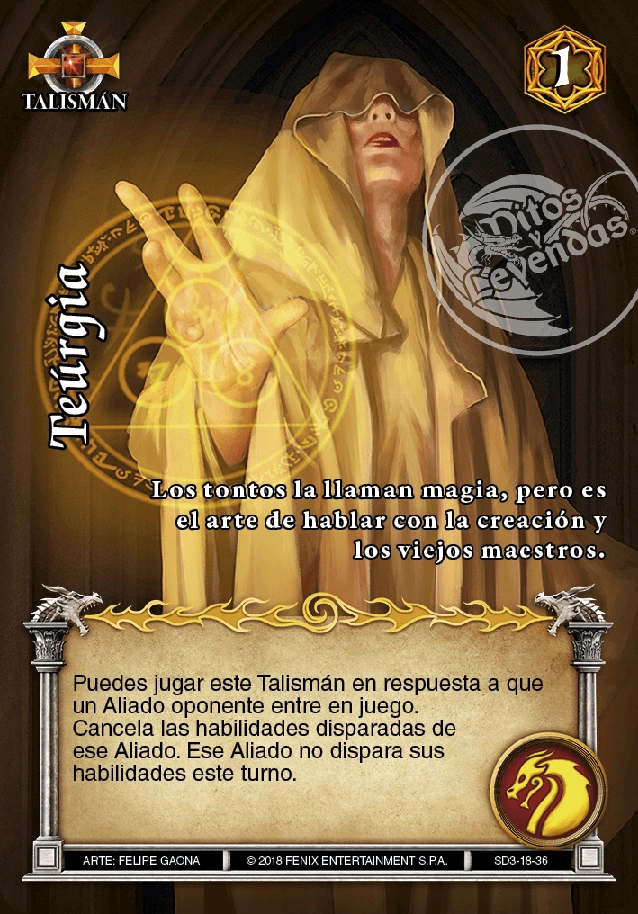 TALISMÁN
1
Mitos
y
Leyendas®
Teúrgia
Los tontos la llaman magia, pero es
el arte de hablar con la creación y
los viejos maestros.
Puedes jugar este Talismán en respuesta a que
un Aliado oponente entre en juego.
Cancela las habilidades disparadas de
ese Aliado. Ese Aliado no dispara sus
habilidades este turno.
ARTE: FELIPE GAONA
© 2018 FENIX ENTERTAINMENT S.P.A.
SD3-18-36